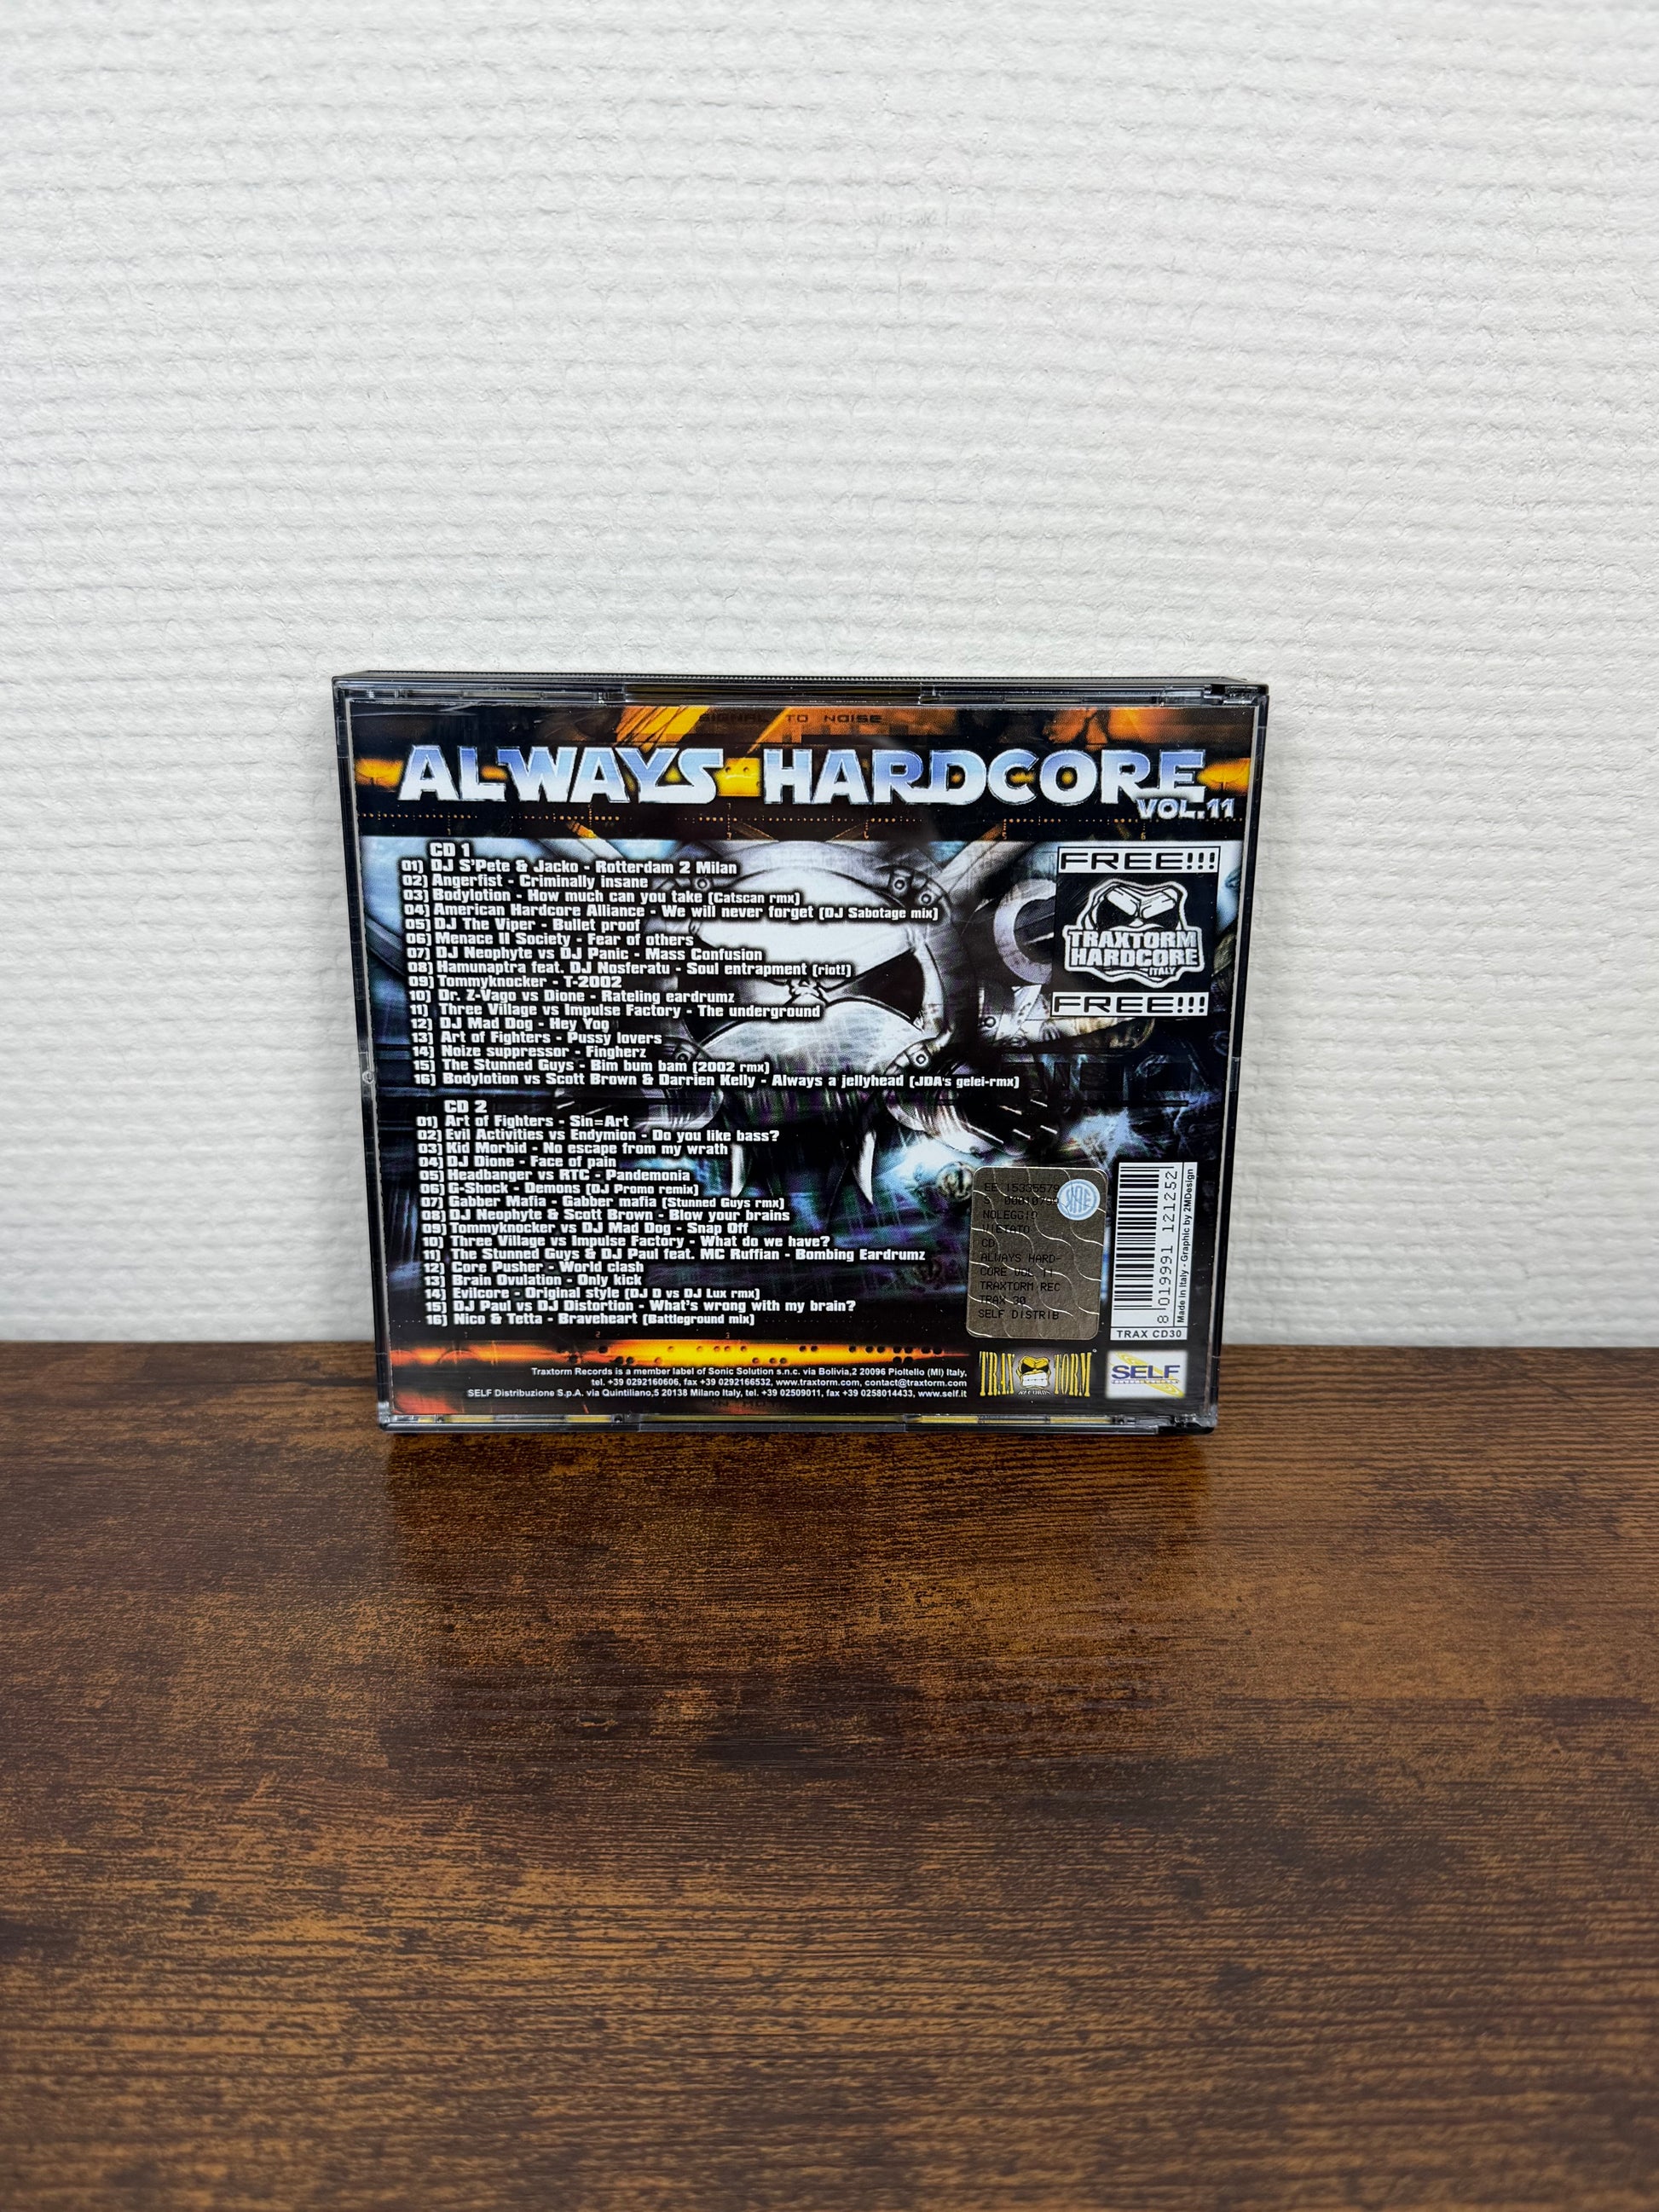 SIGNAL TO NOISE
ALWAYS HARDCORE
VOL.11
CD 1
01) DJ S'Pete & Jacko - Rotterdam 2 Milan
02) Angerfist - Criminally insane
03) Bodylotion - How much can you take (Catscan rmx)
04) American Hardcore Alliance - We will never forget (DJ Sabotage mix)
05) DJ The Viper - Bullet proof
06) Menace II Society - Fear of others
07) DJ Neophyte vs DJ Panic - Mass Confusion
08) Hamunaptra feat. DJ Nosferatu - Soul entrapment (riot!)
09) Tommyknocker - T-2002
10) Dr. Z-Vago vs Dione - Rateling eardrumz
11) Three Village vs Impulse Factory - The underground
12) DJ Mad Dog - Hey Yog
13) Art of Fighters - Pussy lovers
14) Noize suppressor - Fingherz
15) The Stunned Guys - Bim bum bam (2002 rmx)
16) Bodylotion vs Scott Brown & Darrien Kelly - Always a jellyhead (JDA's gelei-rmx)
CD 2
01) Art of Fighters - Sin=Art
02) Evil Activities vs Endymion - Do you like bass?
03) Kid Morbid - No escape from my wrath
04) DJ Dione - Face of pain
05) Headbanger vs RTC - Pandemonia
06) G-Shock - Demons (DJ Promo remix)
07) Gabber Mafia - Gabber mafia (Stunned Guys rmx)
08) DJ Neophyte & Scott Brown - Blow your brains
09) Tommyknocker vs DJ Mad Dog - Snap Off
10) Three Village vs Impulse Factory - What do we have?
11) The Stunned Guys & DJ Paul feat. MC Ruffian - Bombing Eardrumz
12) Core Pusher - World clash
13) Brain Ovulation - Only kick
14) Evilcore - Original style (DJ D vs DJ Lux rmx)
15) DJ Paul vs DJ Distortion - What's wrong with my brain?
16) Nico & Tetta - Braveheart (Battleground mix)
FREE!!!
TRAXTORM
HARDCORE
ITALY
FREE!!!
EE 15335579
NOLEGGIO
VIETATO
CD
ALWAYS HARD-
CORE VOL 11
TRAXTORM REC
TRAX 30
SELF DISTRIB
8 019991 121252
Made in Italy - Graphic by 2MDesign
TRAX CD30
Traxtorm Records is a member label of Sonic Solution s.n.c. via Bolivia,2 20096 Pioltello (MI) Italy,
tel. +39 0292160606, fax +39 0292166532, www.traxtorm.com, contact@traxtorm.com
SELF Distribuzione S.p.A. via Quintiliano,5 20138 Milano Italy, tel. +39 02509011, fax +39 0258014433, www.self.it
TRAXTORM
RECORDS
SELF